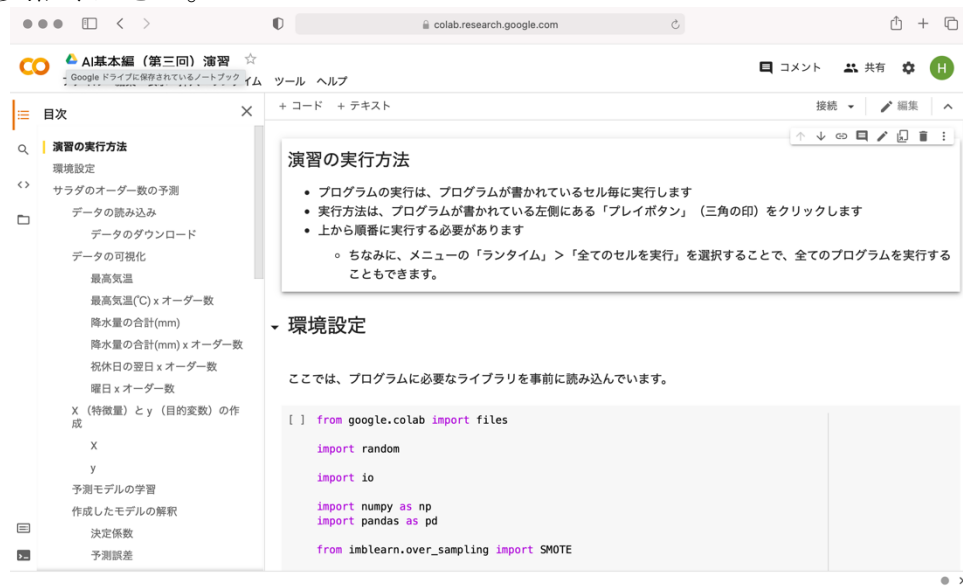 colab.research.google.com
CO
AI基本編（第三回）演習
Google ドライブに保存されているノートブック
イム ツール ヘルプ
コメント 共有 H
目次
+ コード + テキスト
接続 編集
演習の実行方法
環境設定
サラダのオーダー数の予測
データの読み込み
データのダウンロード
データの可視化
最高気温
最高気温(℃) x オーダー数
降水量の合計(mm)
降水量の合計(mm) x オーダー数
祝休日の翌日 x オーダー数
曜日 x オーダー数
X （特徴量）と y （目的変数）の作
成
X
y
予測モデルの学習
作成したモデルの解釈
決定係数
予測誤差
演習の実行方法
プログラムの実行は、プログラムが書かれているセル毎に実行します
実行方法は、プログラムが書かれている左側にある「プレイボタン」（三角の印）をクリックします
上から順番に実行する必要があります
ちなみに、メニューの「ランタイム」＞「全てのセルを実行」を選択することで、全てのプログラムを実行する
こともできます。
環境設定
ここでは、プログラムに必要なライブラリを事前に読み込んでいます。
[ ] from google.colab import files
import random
import io
import numpy as np
import pandas as pd
from imblearn.over_sampling import SMOTE